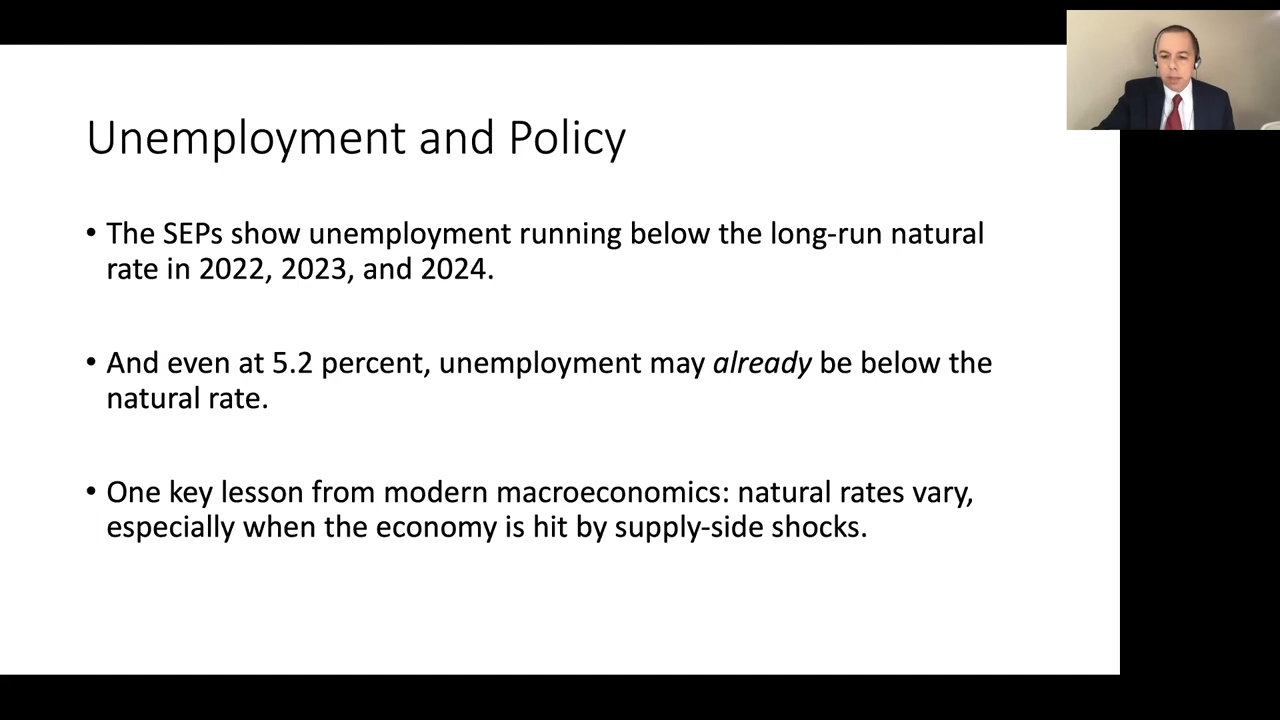 Unemployment and Policy
• The SEPs show unemployment running below the long-run natural
rate in 2022, 2023, and 2024.
• And even at 5.2 percent, unemployment may already be below the
natural rate.
• One key lesson from modern macroeconomics: natural rates vary,
especially when the economy is hit by supply-side shocks.